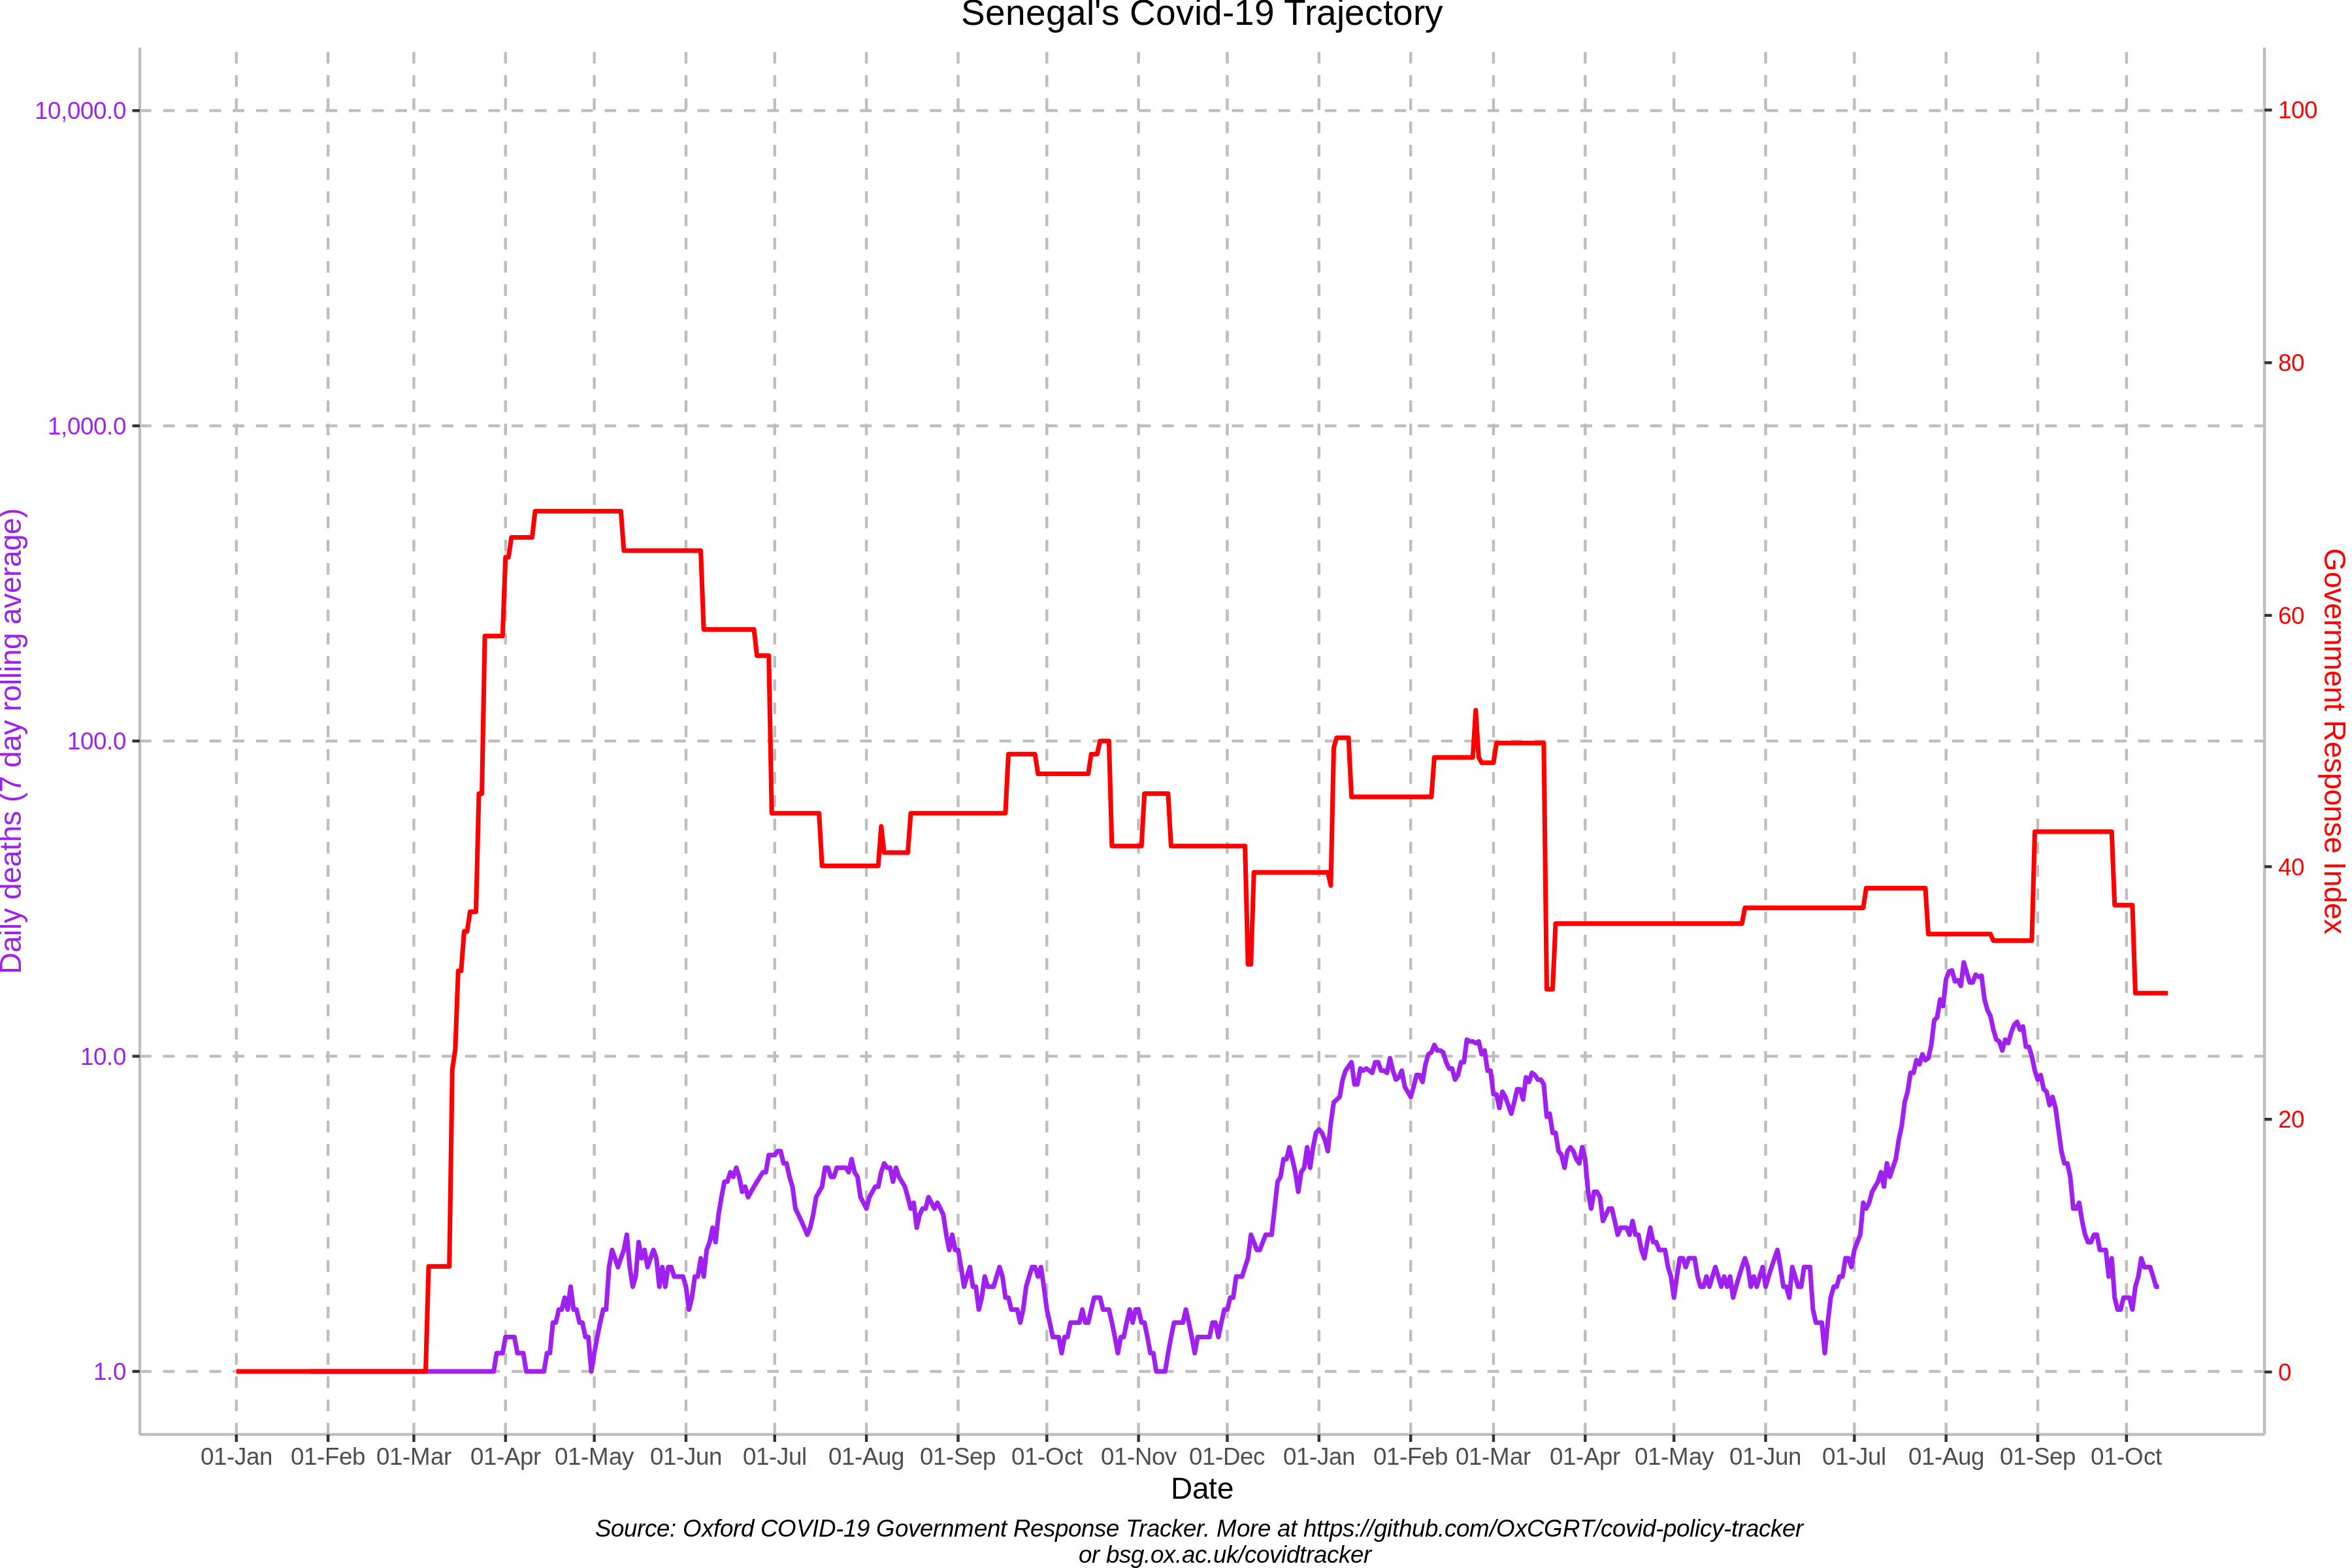 Senegal's Covid-19 Trajectory
10,000.0
1,000.0
100.0
10.0
1.0
Daily deaths (7 day rolling average)
100
80
60
40
20
0
Government Response Index
01-Jan 01-Feb 01-Mar 01-Apr 01-May 01-Jun 01-Jul 01-Aug 01-Sep 01-Oct 01-Nov 01-Dec 01-Jan 01-Feb 01-Mar 01-Apr 01-May 01-Jun 01-Jul 01-Aug 01-Sep 01-Oct
Date
Source: Oxford COVID-19 Government Response Tracker. More at https://github.com/OxCGRT/covid-policy-tracker
or bsg.ox.ac.uk/covidtracker